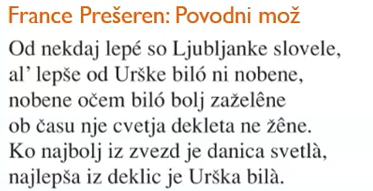 France Prešeren: Povodni mož
Od nekdaj lepé so Ljubljanke slovele,
al’ lepše od Urške biló ni nobene,
nobene očem biló bolj zaželêne
ob času nje cvetja dekleta ne žêne.
Ko najbolj iz zvezd je danica svetlà,
najlepša iz deklic je Urška bilà.